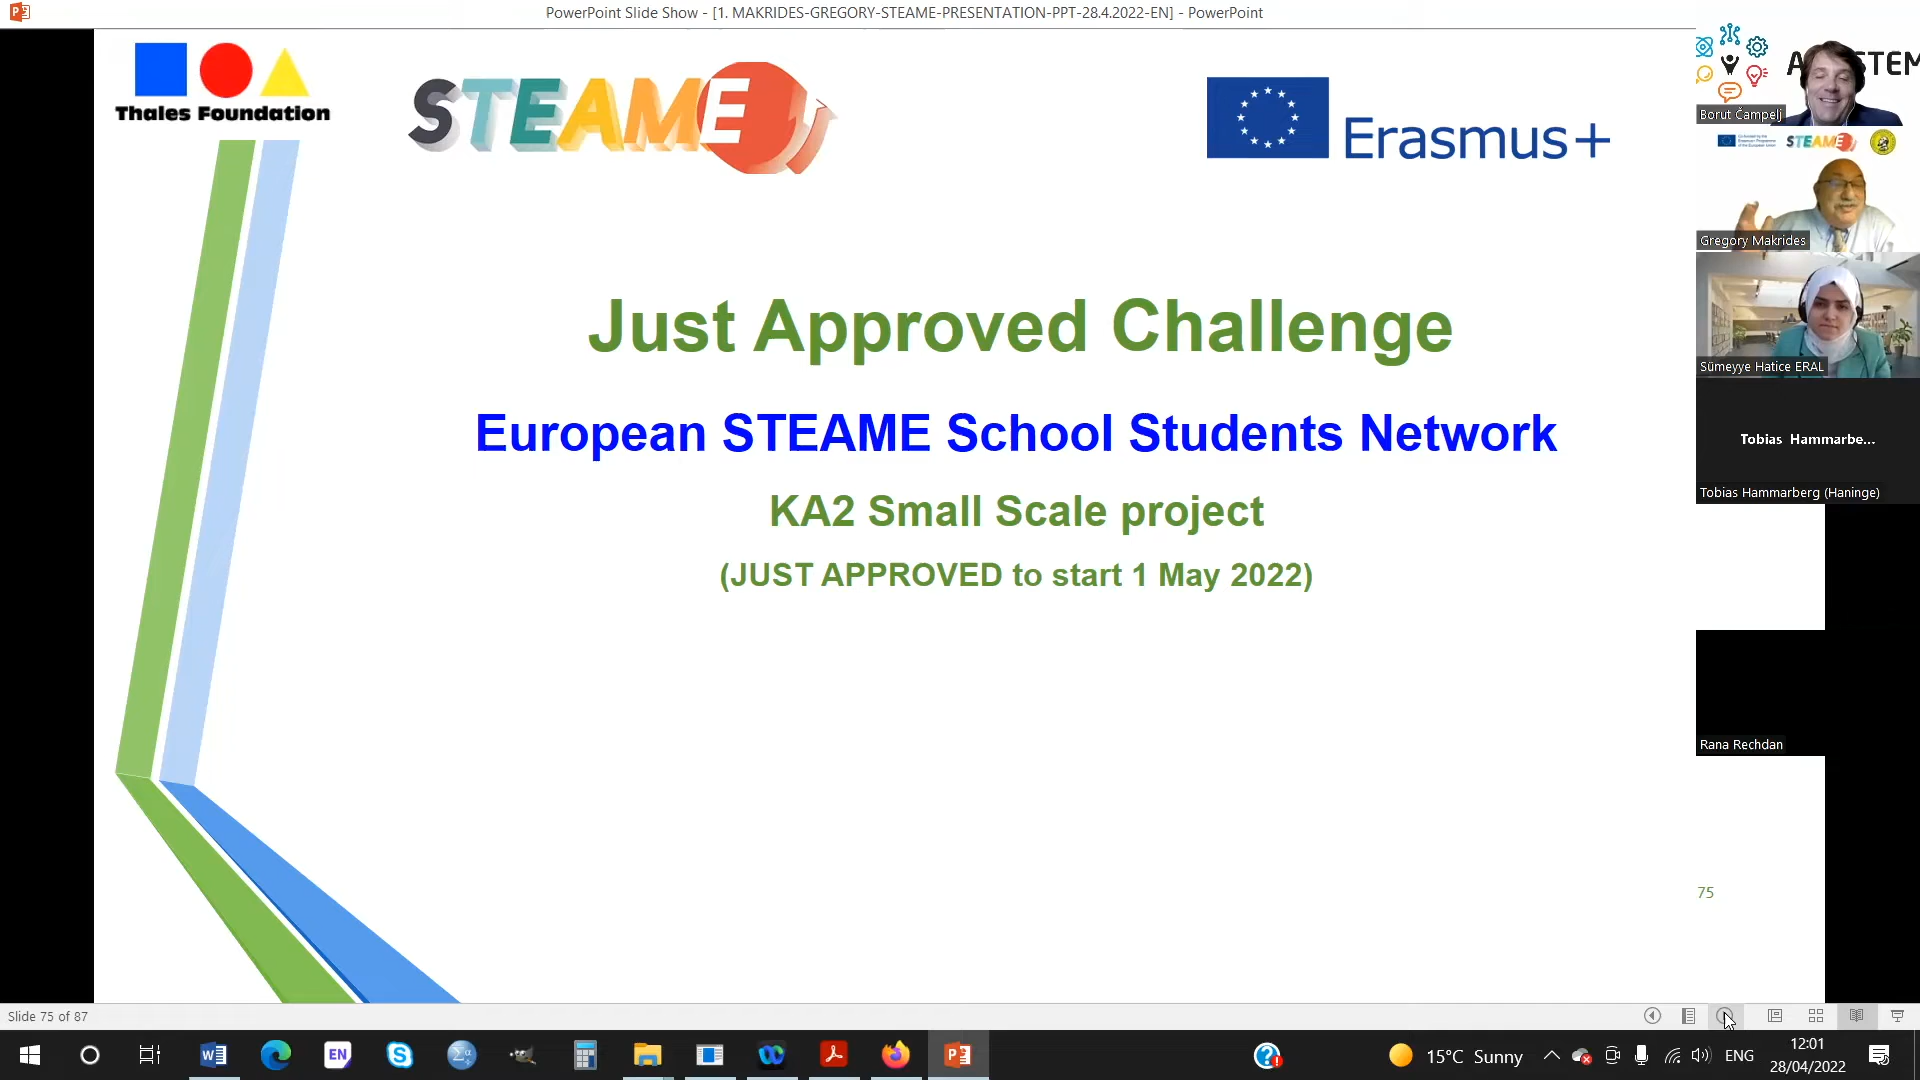 PowerPoint Slide Show - [1. MAKRIDES-GREGORY-STEAME-PRESENTATION-PPT-28.4.2022-EN] - PowerPoint
Thales Foundation
STEAME
Erasmus+
Just Approved Challenge
European STEAME School Students Network
KA2 Small Scale project
(JUST APPROVED to start 1 May 2022)
75
Borut Čampelj
STEAME
Gregory Makrides
Sümeyye Hatice ERAL
Tobias Hammarbe...
Tobias Hammarberg (Haninge)
Rana Rechdan
Slide 75 of 87
EN
15°C Sunny
ENG
12:01
28/04/2022